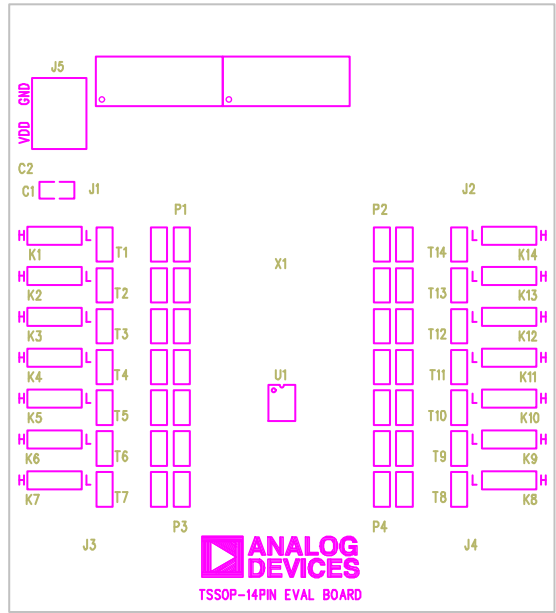 J5
GND
VDD
C2
C1
J1
J2
P1
P2
H L H
K1 T1 T14 K14
X1
H L L H
K2 T2 T13 K13
H L L H
K3 T3 T12 K12
H L L H
K4 T4 T11 K11
U1
H L L H
K5 T5 T10 K10
H L L H
K6 T6 T9 K9
H L L H
K7 T7 T8 K8
P3
P4
J3
J4
ANALOG
DEVICES
TSSOP-14PIN EVAL BOARD